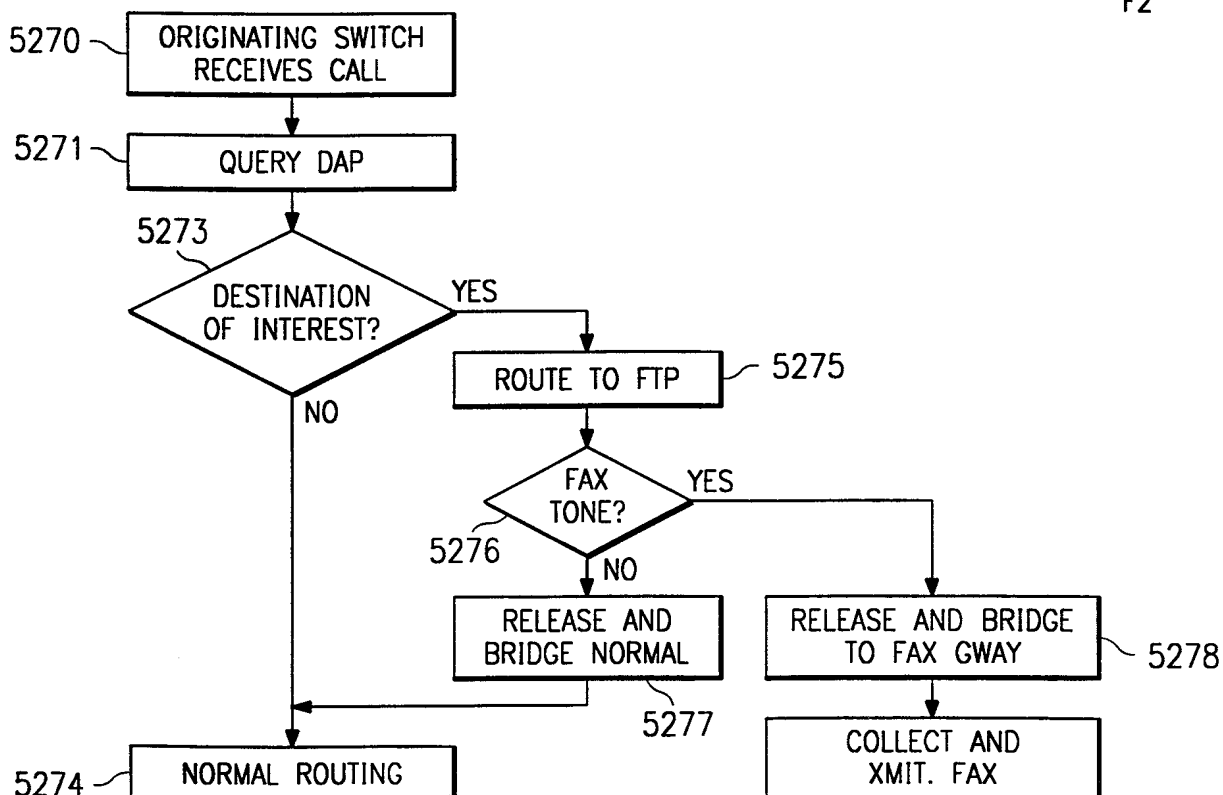 F2
5270
ORIGINATING SWITCH
RECEIVES CALL
5271
QUERY DAP
5273
DESTINATION
OF INTEREST?
YES
NO
ROUTE TO FTP
5275
FAX
TONE?
YES
5276
NO
RELEASE AND
BRIDGE NORMAL
5277
RELEASE AND BRIDGE
TO FAX GWAY
5278
5274
NORMAL ROUTING
COLLECT AND
XMIT. FAX